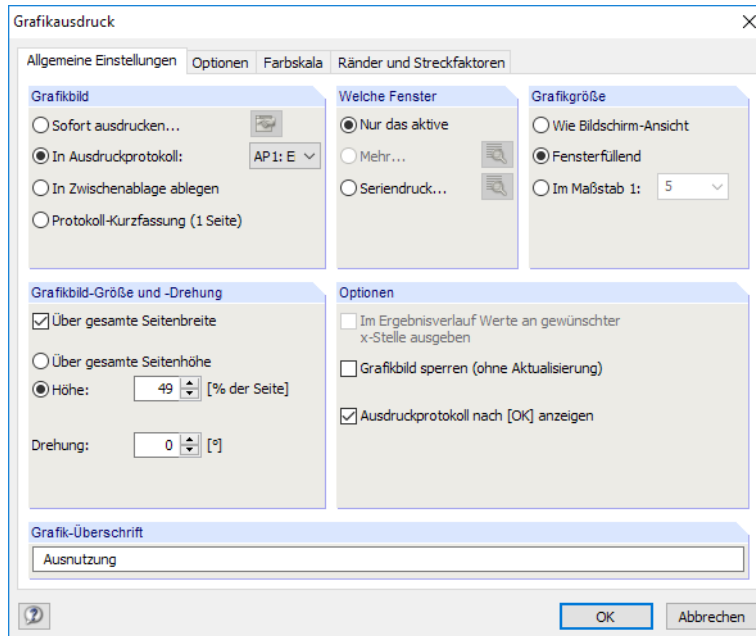 Grafikausdruck
Allgemeine Einstellungen Optionen Farbskala Ränder und Streckfaktoren
Grafikbild
Sofort ausdrucken...
In Ausdruckprotokoll: AP1: E
In Zwischenablage ablegen
Protokoll-Kurzfassung (1 Seite)
Welche Fenster
Nur das aktive
Mehr...
Seriendruck...
Grafikgröße
Wie Bildschirm-Ansicht
Fensterfüllend
Im Maßstab 1: 5
Grafikbild-Größe und -Drehung
Über gesamte Seitenbreite
Über gesamte Seitenhöhe
Höhe: 49 [% der Seite]
Drehung: 0 [°]
Optionen
Im Ergebnisverlauf Werte an gewünschter
x-Stelle ausgeben
Grafikbild sperren (ohne Aktualisierung)
Ausdruckprotokoll nach [OK] anzeigen
Grafik-Überschrift
Ausnutzung
OK Abbrechen